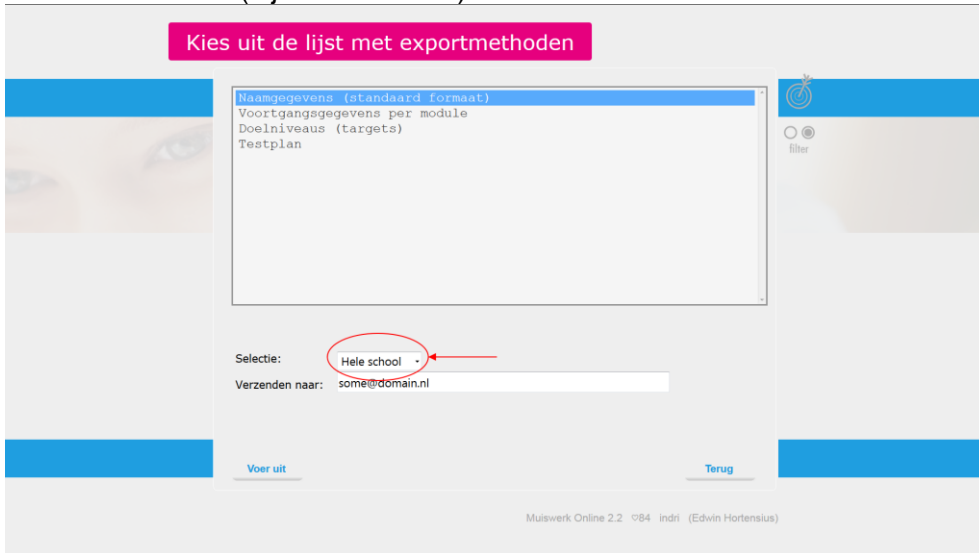 Kies uit de lijst met exportmethoden
Naamgegevens (standaard formaat)
Voortgangsgegevens per module
Doelniveaus (targets)
Testplan
filter
Selectie:
Hele school
Verzenden naar:
some@domain.nl
Voer uit
Terug
Muiswerk Online 2.2 ♡84 indri (Edwin Hortensius)